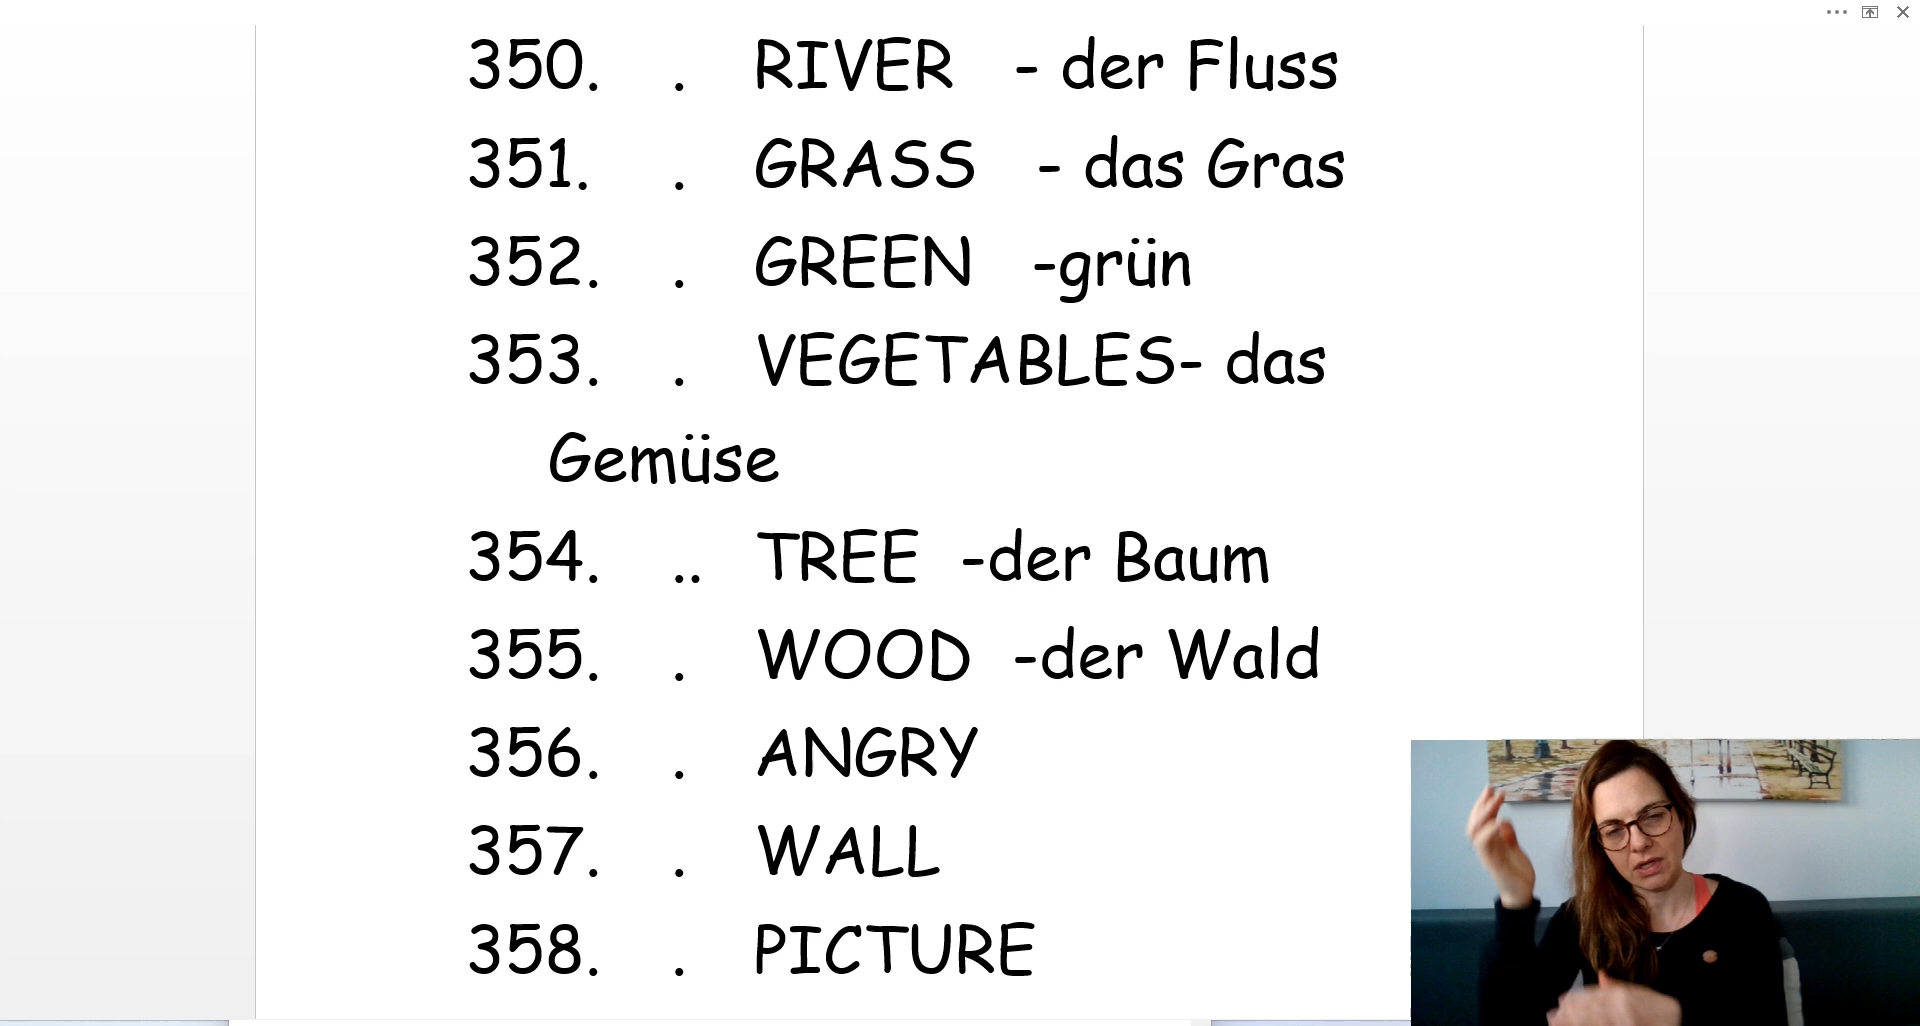 350. . RIVER - der Fluss
351. . GRASS - das Gras
352. . GREEN -grün
353. . VEGETABLES- das
Gemüse
354. .. TREE -der Baum
355. . WOOD -der Wald
356. . ANGRY
357. . WALL
358. . PICTURE